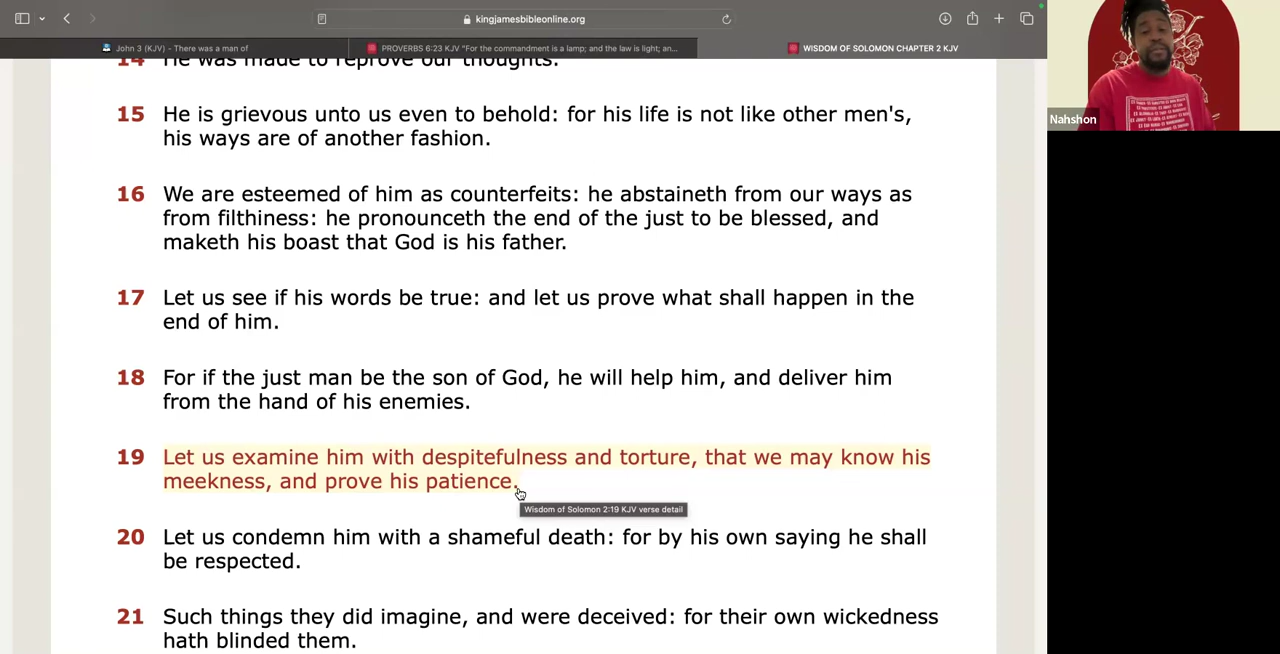 kingjamesbibleonline.org
John 3 (KJV) - There was a man of
PROVERBS 6:23 KJV "For the commandment is a lamp; and the law is light; an...
WISDOM OF SOLOMON CHAPTER 2 KJV
Nahshon
14 He was made to reprove our thoughts.
15 He is grievous unto us even to behold: for his life is not like other men's,
his ways are of another fashion.
16 We are esteemed of him as counterfeits: he abstaineth from our ways as
from filthiness: he pronounceth the end of the just to be blessed, and
maketh his boast that God is his father.
17 Let us see if his words be true: and let us prove what shall happen in the
end of him.
18 For if the just man be the son of God, he will help him, and deliver him
from the hand of his enemies.
19 Let us examine him with despitefulness and torture, that we may know his
meekness, and prove his patience.
Wisdom of Solomon 2:19 KJV verse detail
20 Let us condemn him with a shameful death: for by his own saying he shall
be respected.
21 Such things they did imagine, and were deceived: for their own wickedness
hath blinded them.